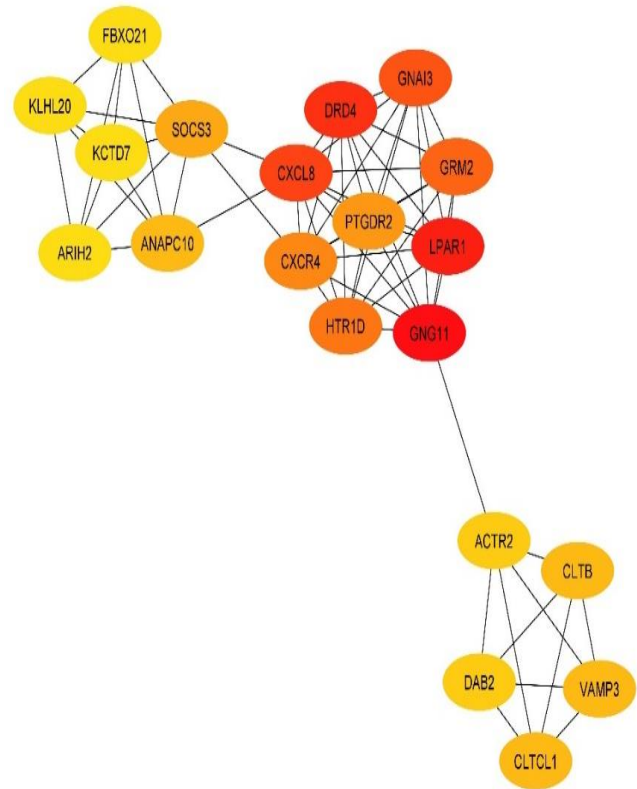 FBXO21
KLHL20
SOCS3
KCTD7
ARIH2
ANAPC10
GNAI3
DRD4
GRM2
CXCL8
PTGDR2
LPAR1
CXCR4
HTR1D
GNG11
ACTR2
CLTB
DAB2
VAMP3
CLTCL1